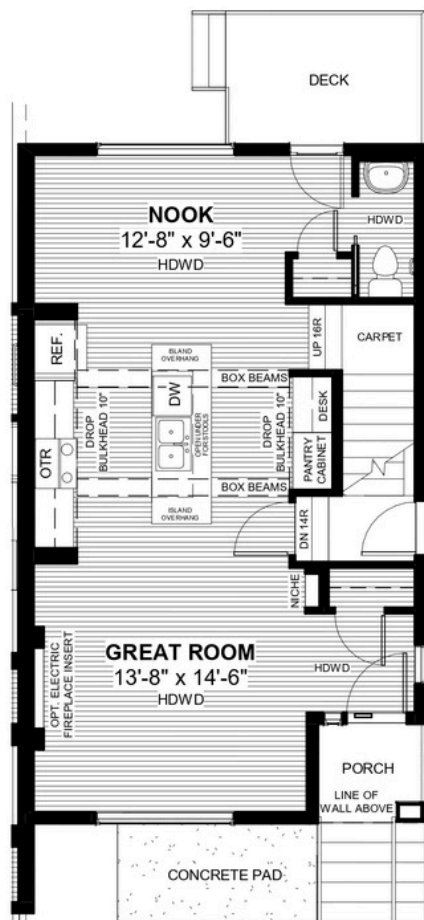 DECK
NOOK
12'-8" x 9'-6"
HDWD
HDWD
REF.
UP 16R
CARPET
ISLAND
OVERHANG
BOX BEAMS
DW
OPEN UNDER
FOR STOOLS
DROP
BULKHEAD 10"
DROP
BULKHEAD 10"
DESK
PANTRY
CABINET
OTR
BOX BEAMS
ISLAND
OVERHANG
DN 14R
NICHE
GREAT ROOM
13'-8" x 14'-6"
HDWD
HDWD
OPT. ELECTRIC
FIREPLACE INSERT
PORCH
LINE OF
WALL ABOVE
CONCRETE PAD